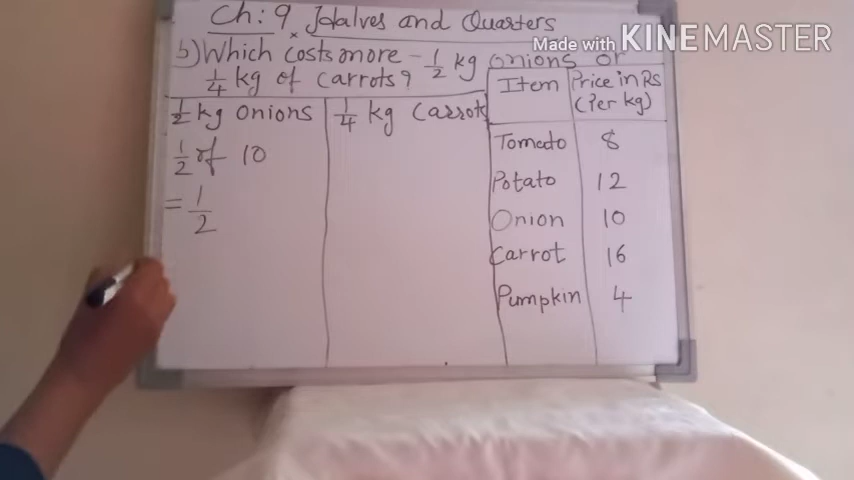 Ch: 9 Halves and Quarters
Made with KINEMASTER
b) Which costs more - 1/2 kg onions or
1/4 kg of carrots?
1/2 kg onions
1/2 of 10
= 1/2
1/4 kg Carrots
Item Price in Rs (Per kg)
Tomato 8
Potato 12
Onion 10
Carrot 16
Pumpkin 4